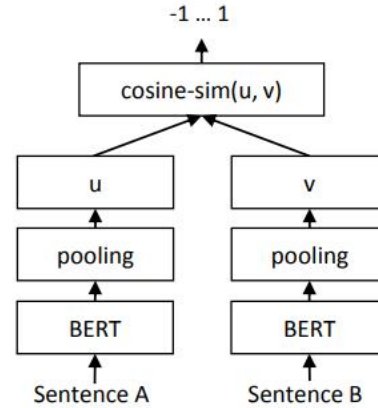 -1 ... 1
cosine-sim(u, v)
u
v
pooling
pooling
BERT
BERT
Sentence A
Sentence B